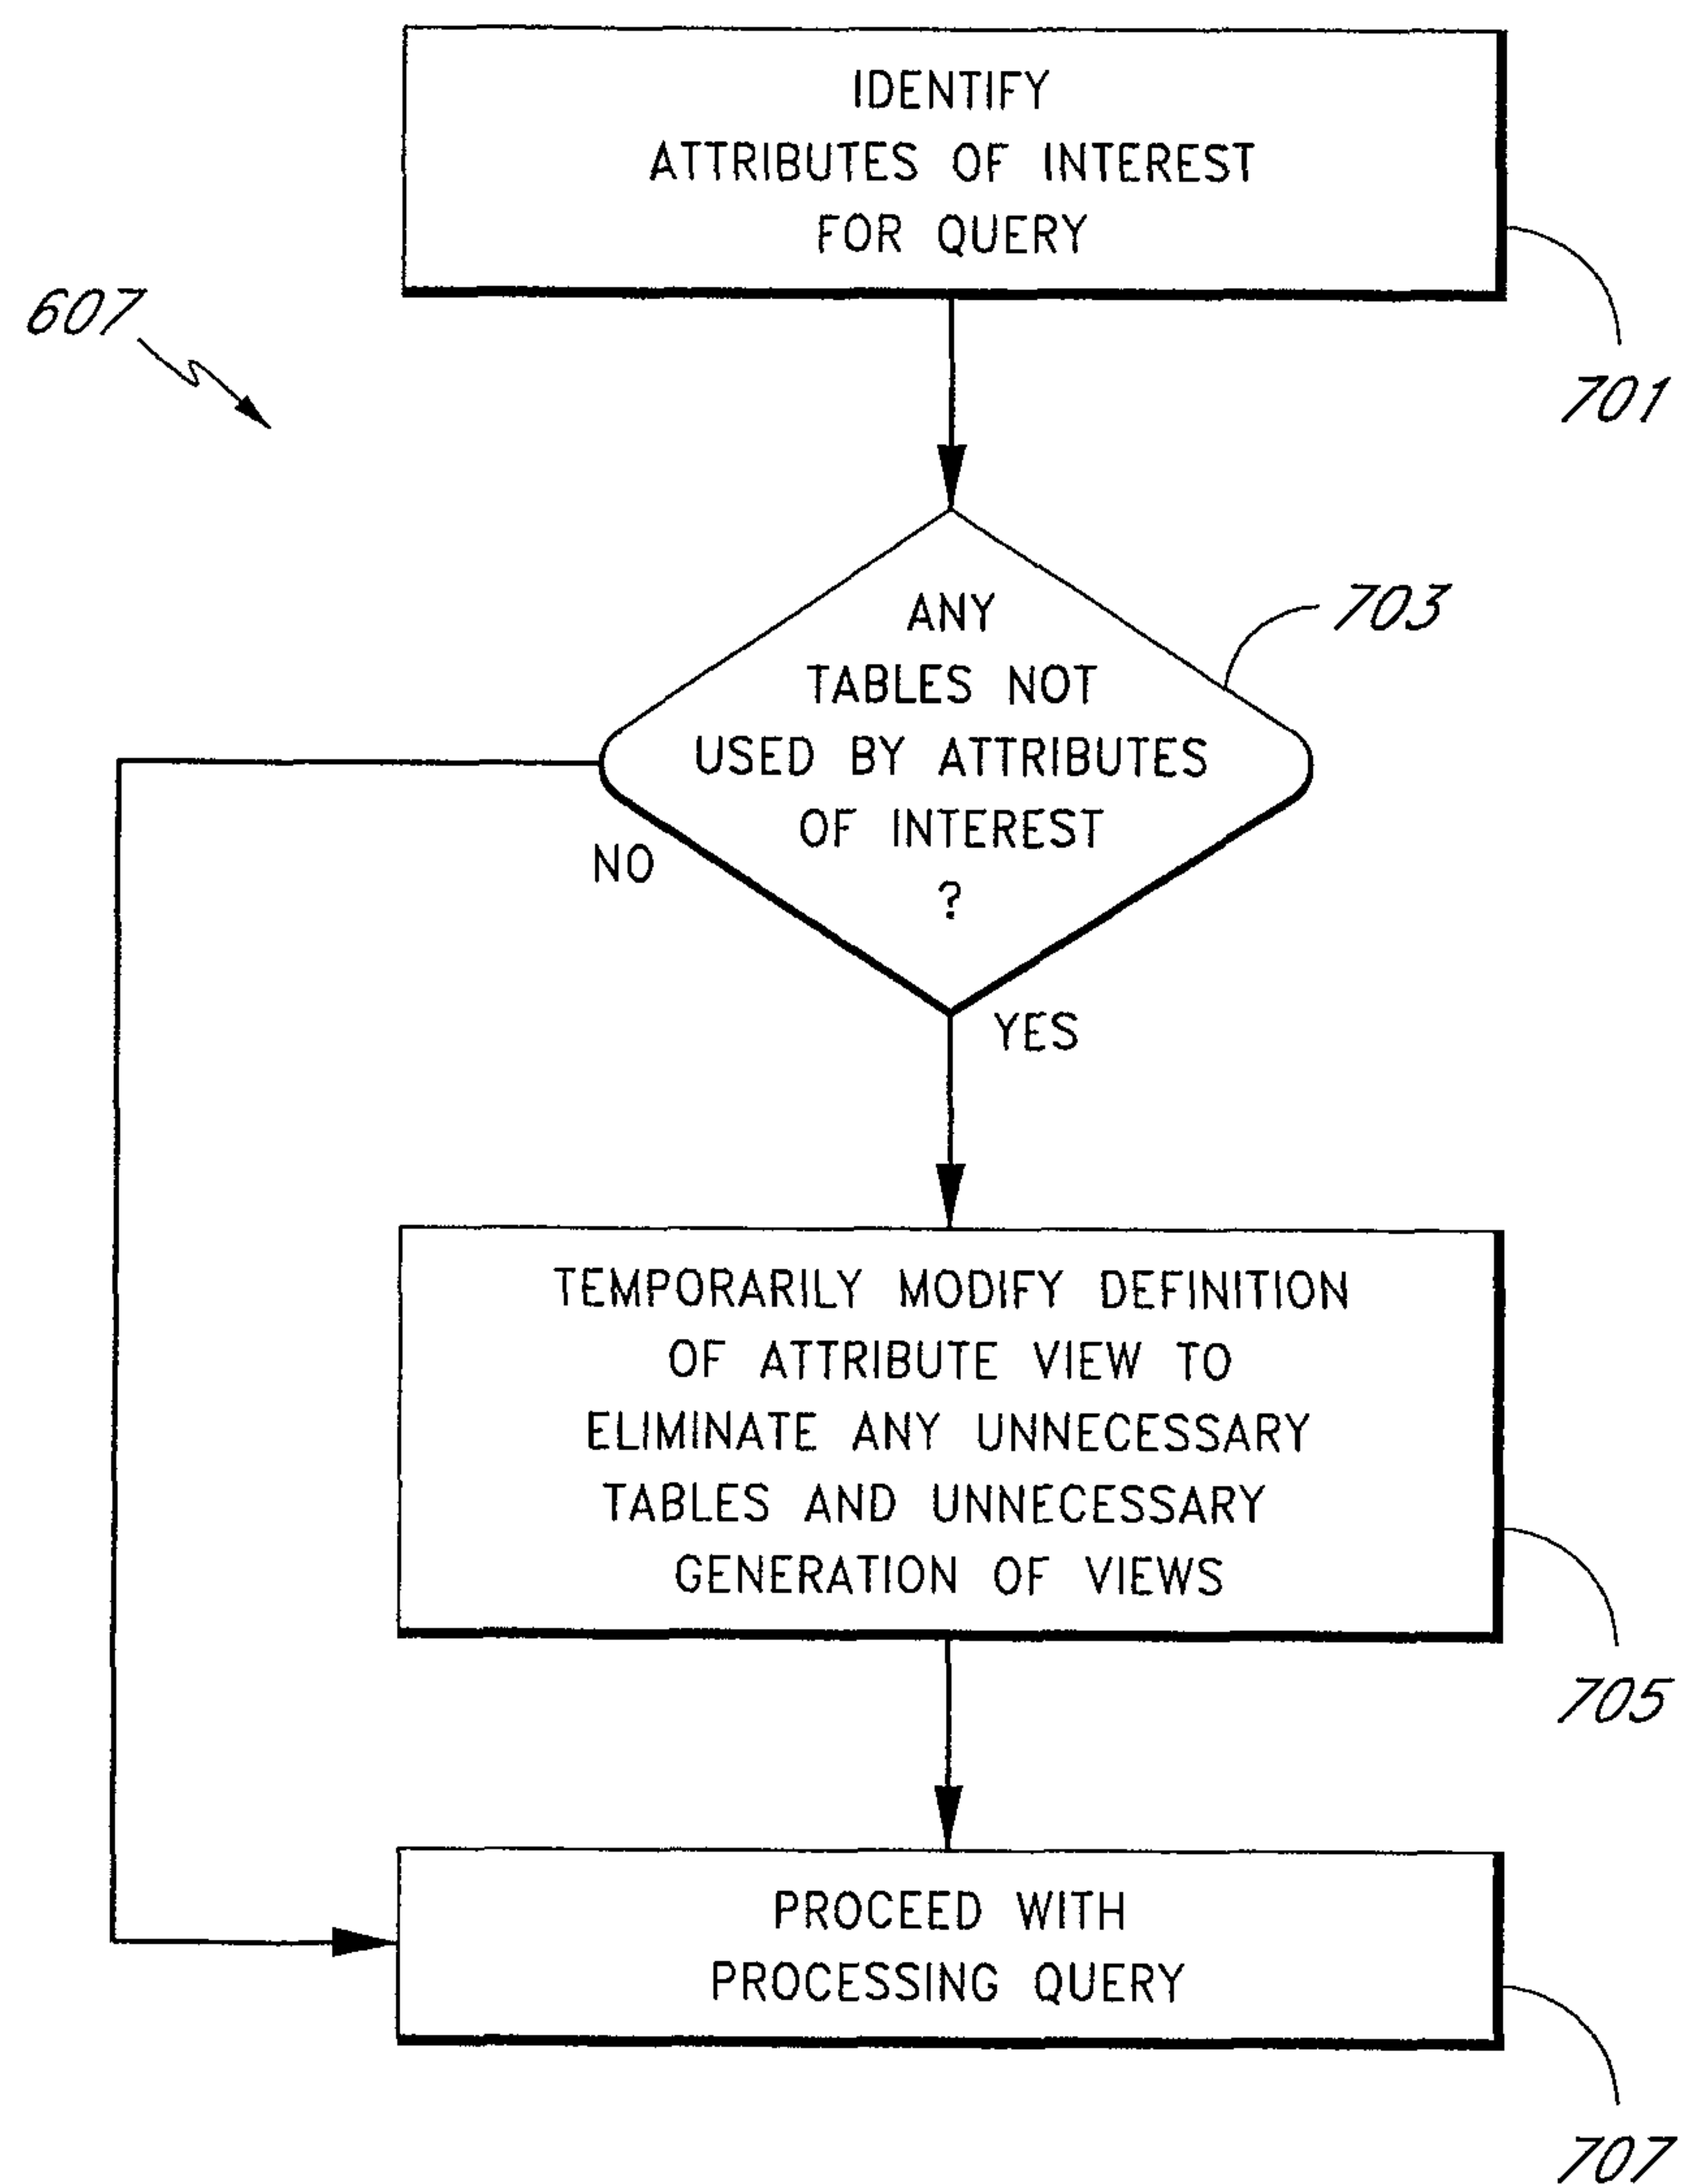 IDENTIFY
ATTRIBUTES OF INTEREST
FOR QUERY
607
701
ANY
TABLES NOT
USED BY ATTRIBUTES
OF INTEREST
?
703
NO
YES
TEMPORARILY MODIFY DEFINITION
OF ATTRIBUTE VIEW TO
ELIMINATE ANY UNNECESSARY
TABLES AND UNNECESSARY
GENERATION OF VIEWS
705
PROCEED WITH
PROCESSING QUERY
707